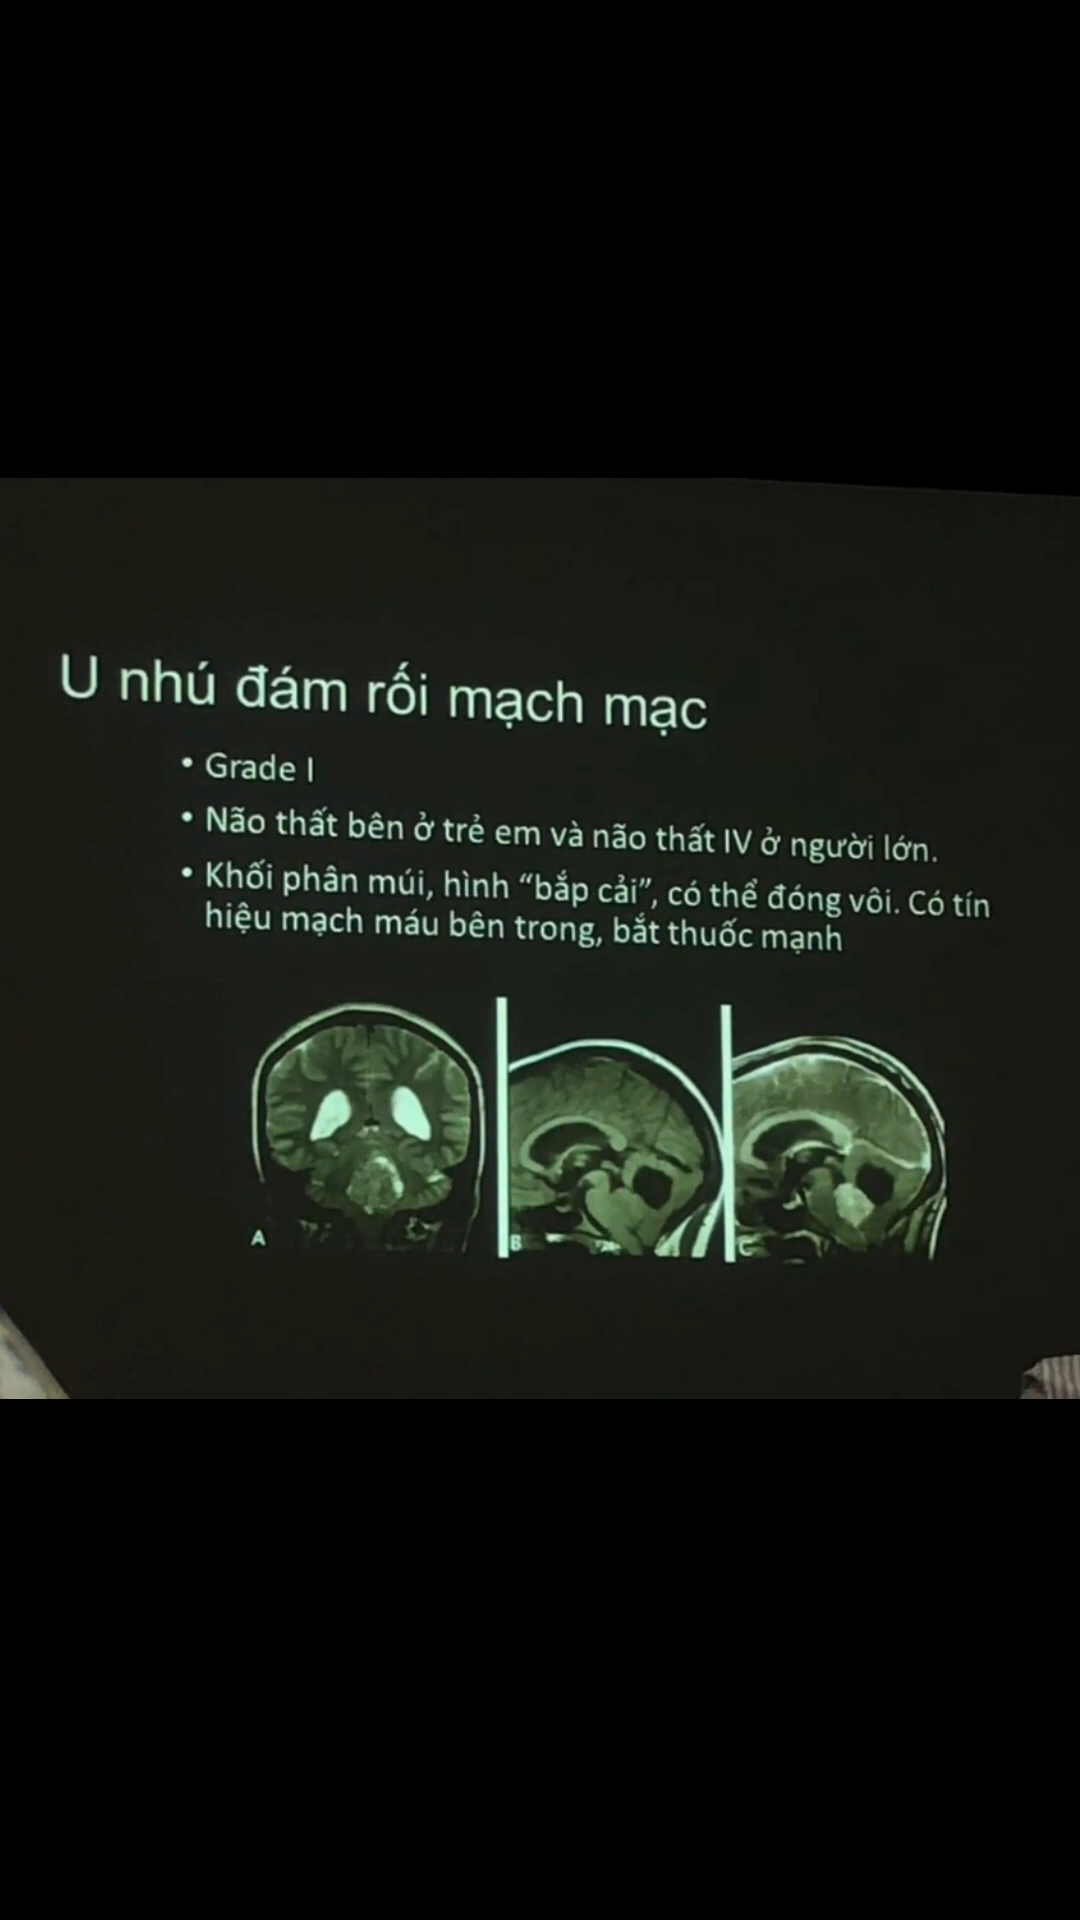 U nhú đám rối mạch mạc
• Grade I
• Não thất bên ở trẻ em và não thất IV ở người lớn.
• Khối phân múi, hình “bắp cải”, có thể đóng vôi. Có tín
hiệu mạch máu bên trong, bắt thuốc mạnh
A
B
C